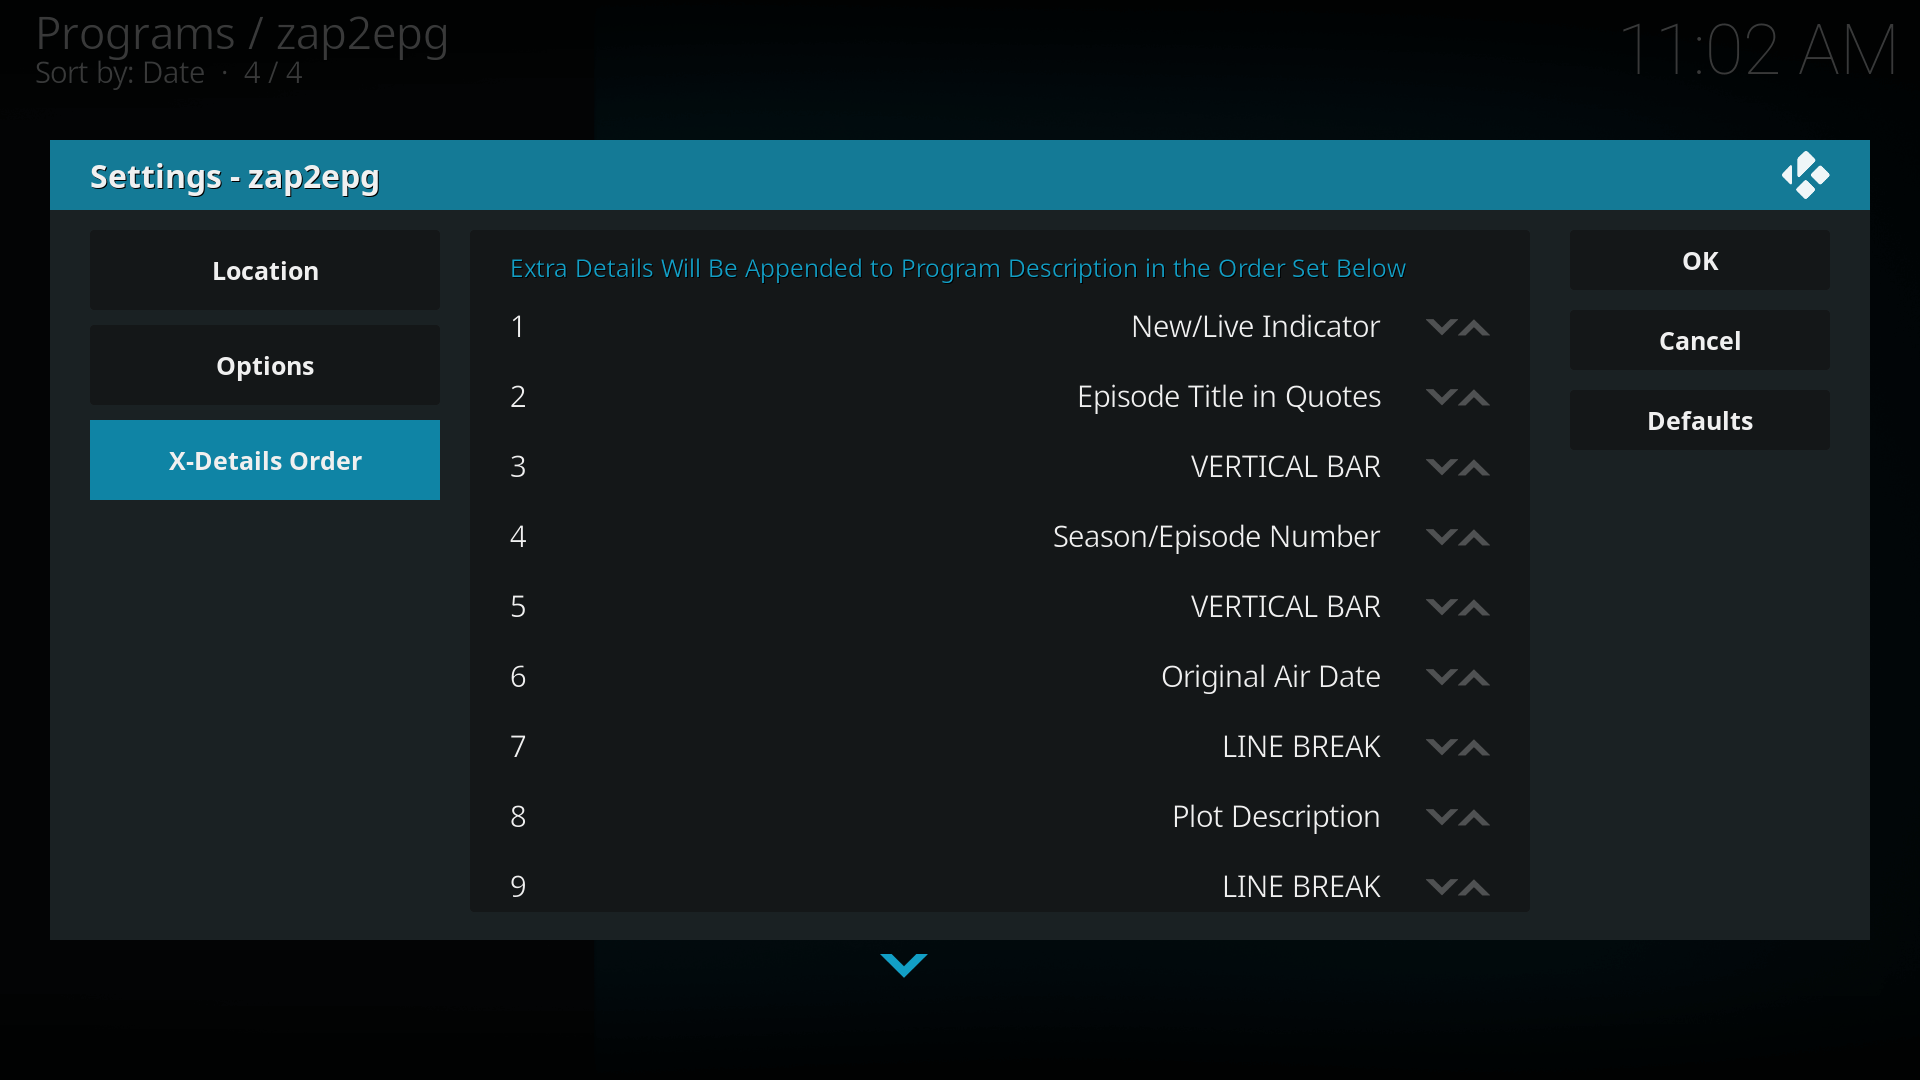 Programs / zap2epg
Sort by: Date · 4 / 4
11:02 AM
Settings - zap2epg
Location
Options
X-Details Order
Extra Details Will Be Appended to Program Description in the Order Set Below
1 New/Live Indicator
2 Episode Title in Quotes
3 VERTICAL BAR
4 Season/Episode Number
5 VERTICAL BAR
6 Original Air Date
7 LINE BREAK
8 Plot Description
9 LINE BREAK
OK
Cancel
Defaults